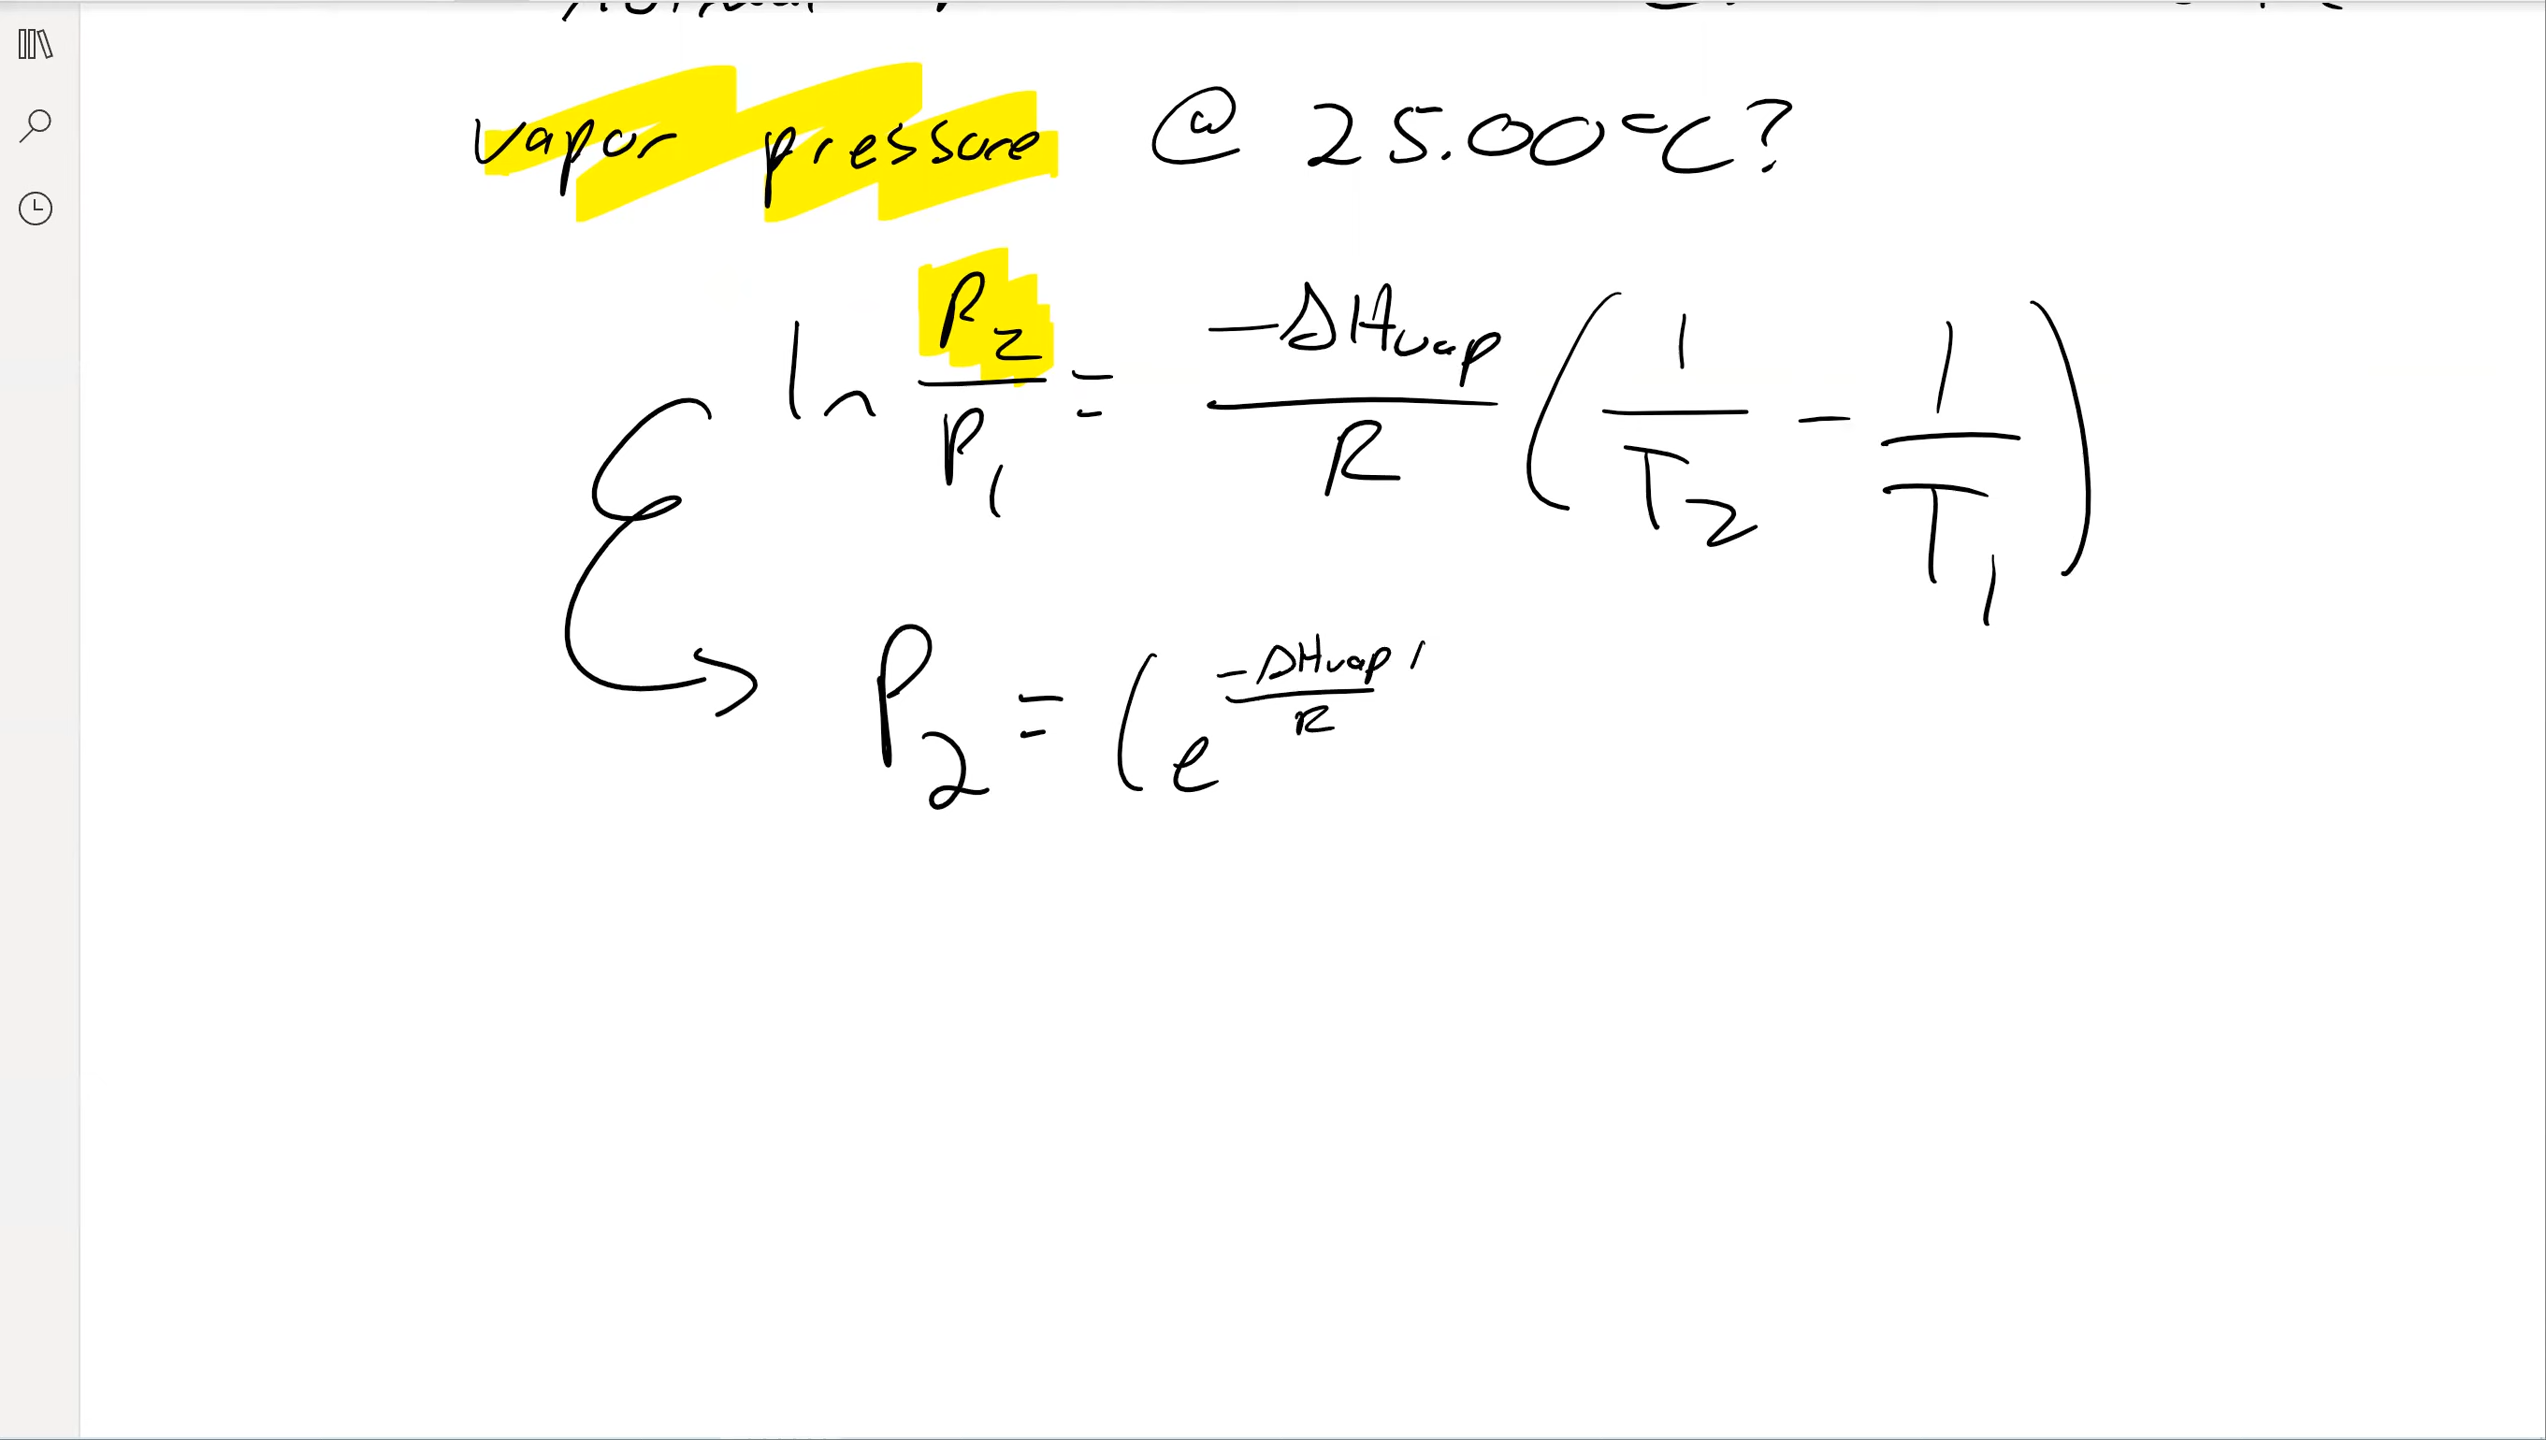 vapor pressure @ 25.00°C?
ln P₂/P₁ = -ΔHvap/R (1/T₂ - 1/T₁)
P₂ = (e^-ΔHvap/R